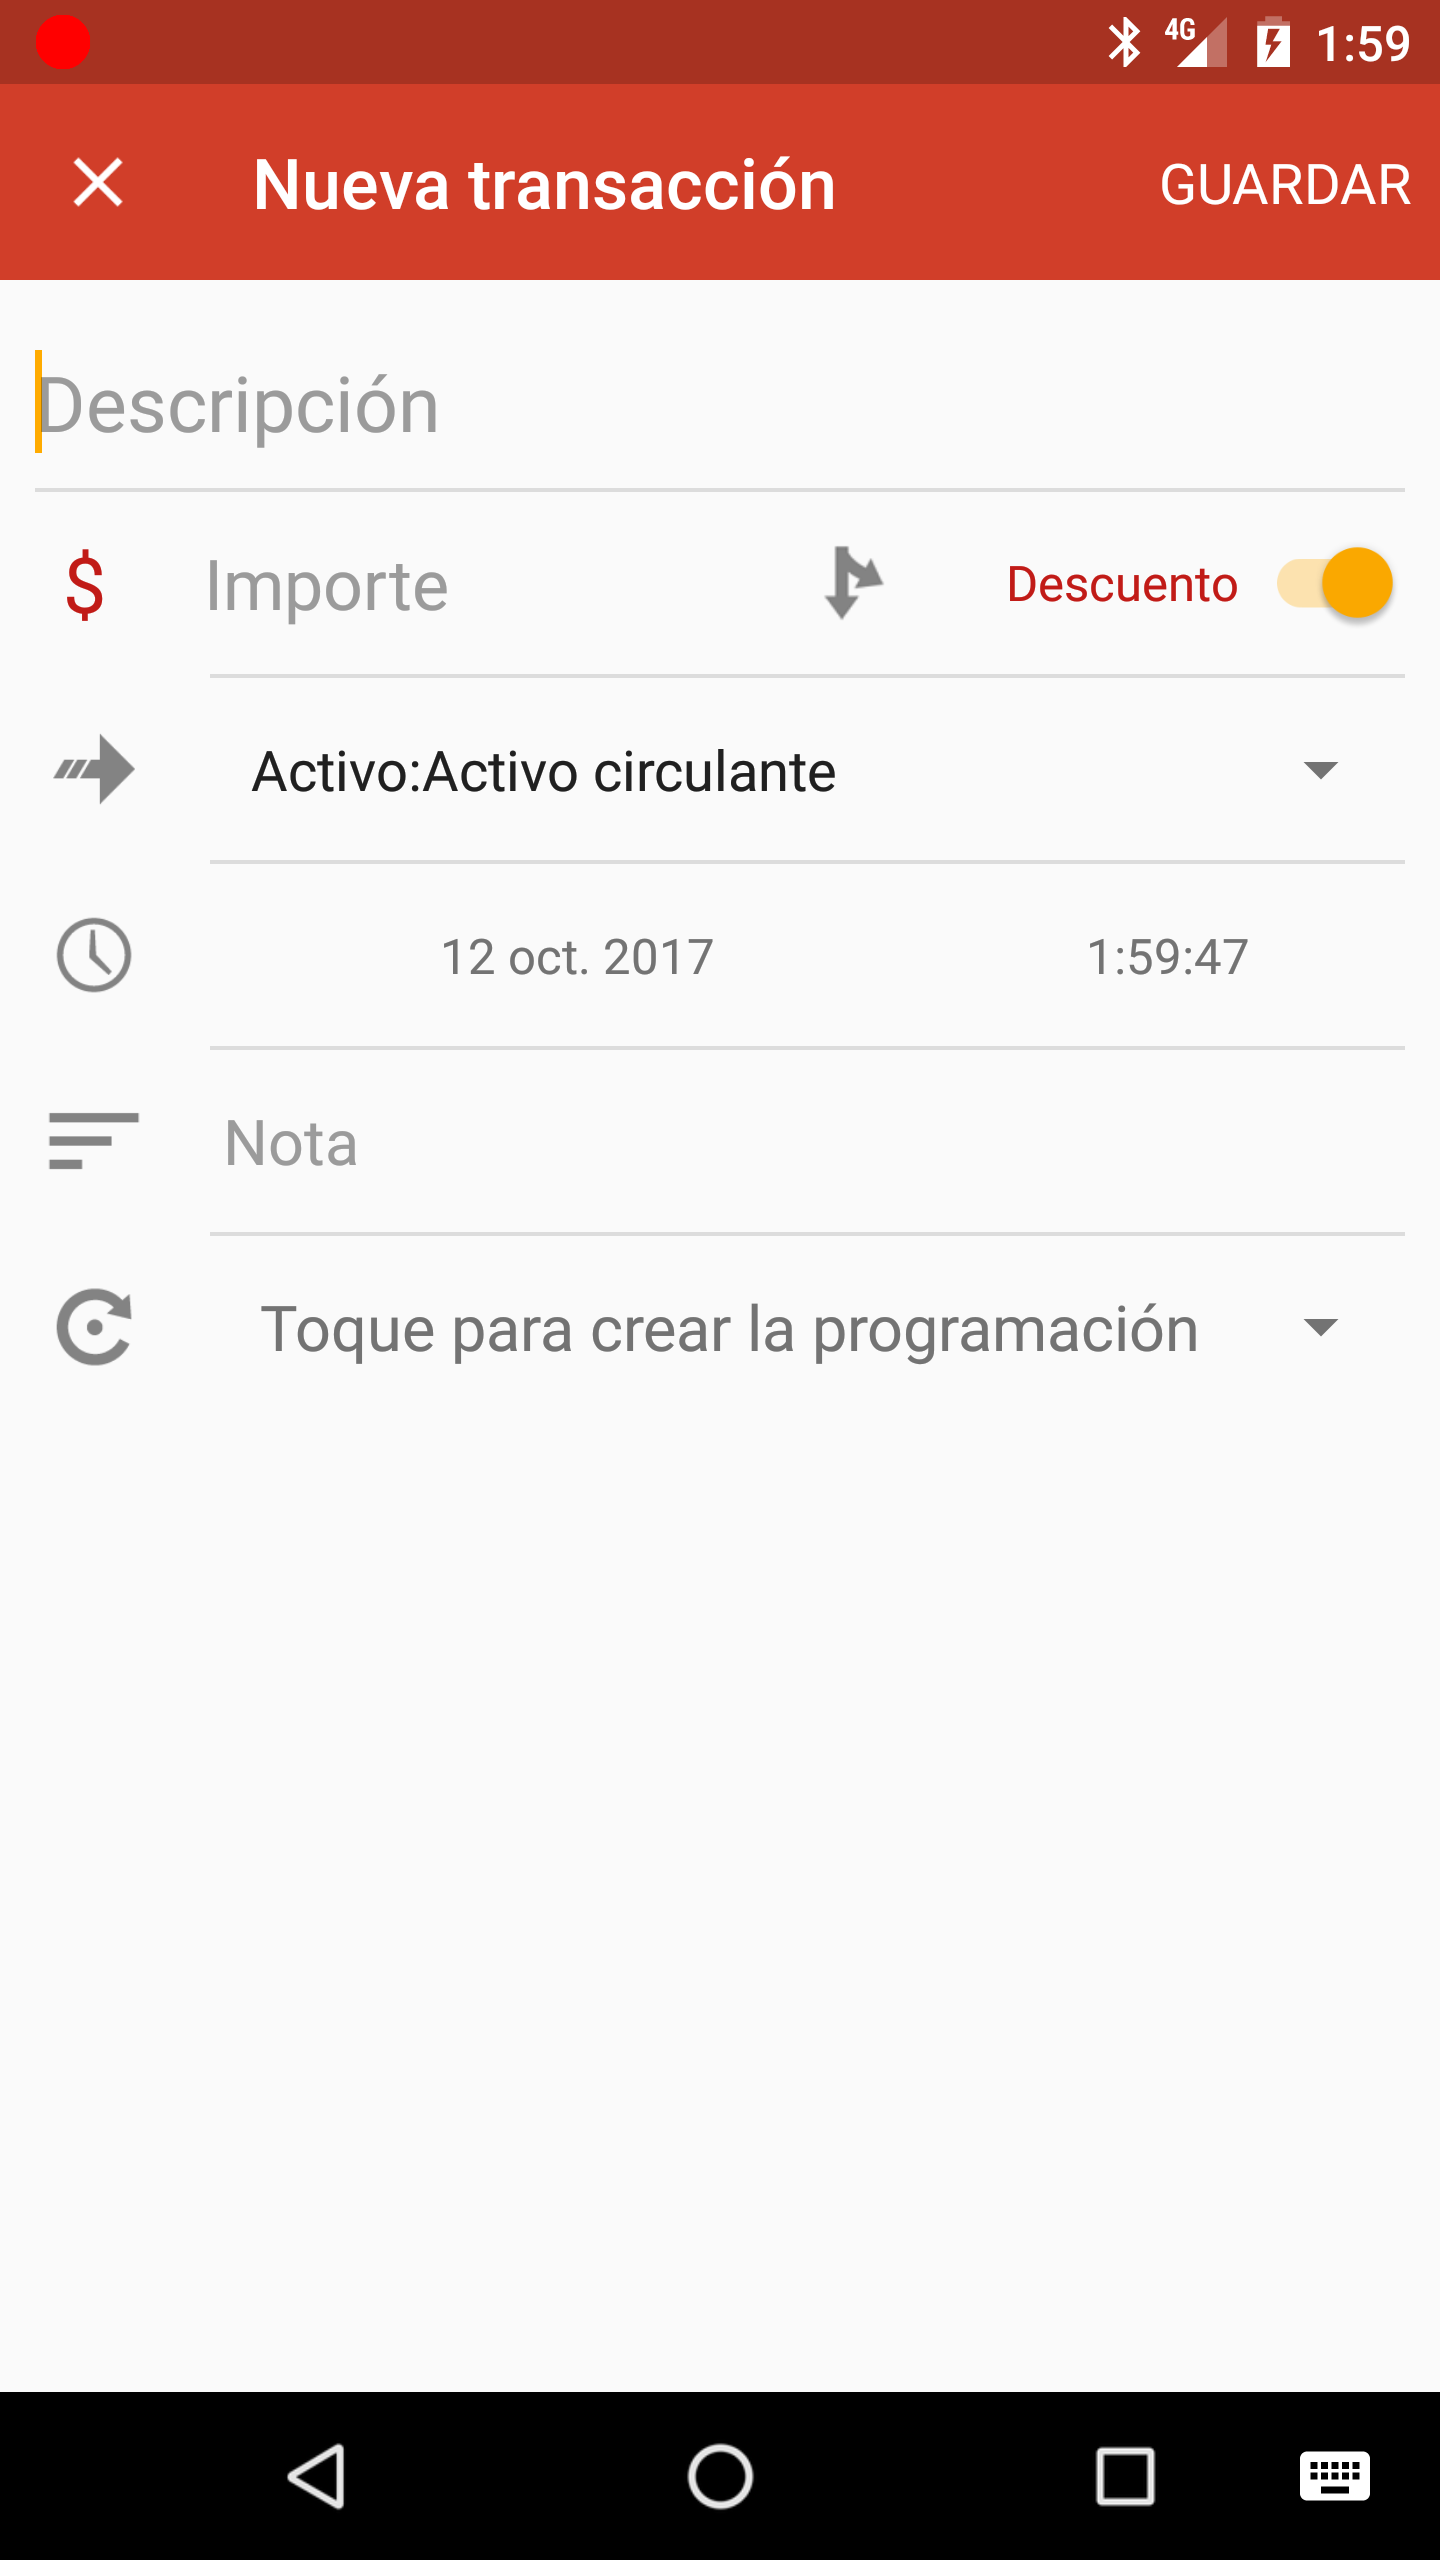 4G 1:59
Nueva transacción GUARDAR
Descripción
$ Importe Descuento
Activo:Activo circulante
12 oct. 2017 1:59:47
Nota
Toque para crear la programación